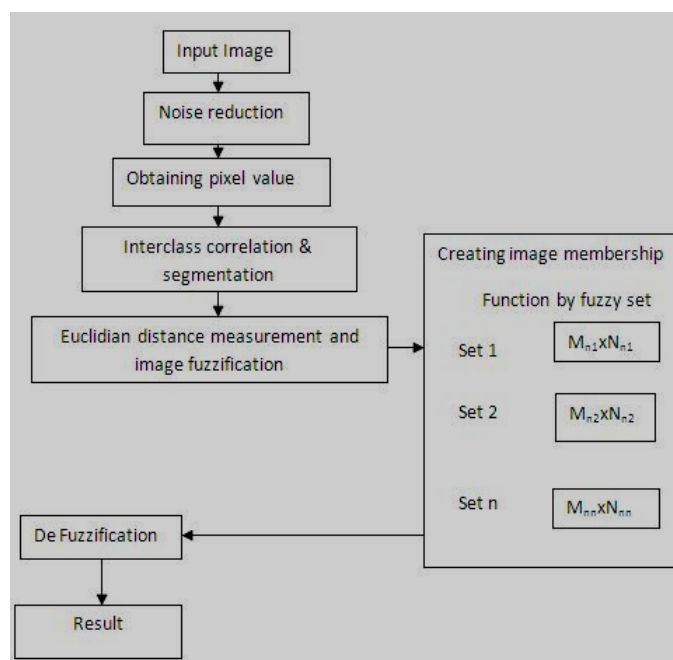 Input Image
Noise reduction
Obtaining pixel value
Interclass correlation &
segmentation
Euclidian distance measurement and
image fuzzification
Creating image membership
Function by fuzzy set
Set 1
Mn1xNn1
Set 2
Mn2xNn2
Set n
MnnxNnn
De Fuzzification
Result